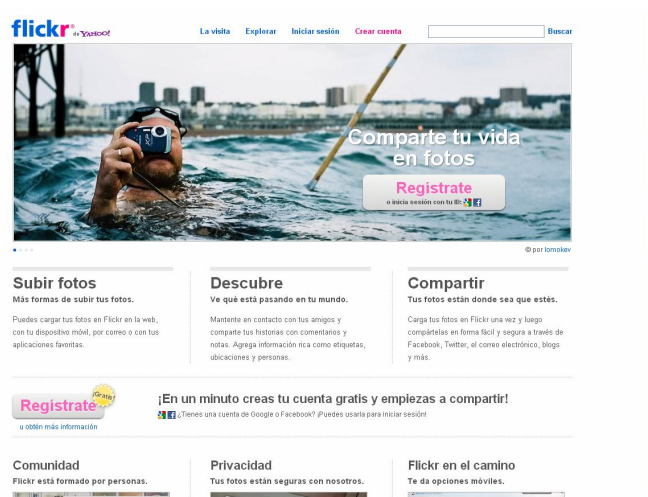 flickr® de YAHOO!
La visita Explorar Iniciar sesión Crear cuenta Buscar
Comparte tu vida
en fotos
Registrate
o inicia sesión con tu ID:
© por lomokev
Subir fotos
Más formas de subir tus fotos.
Puedes cargar tus fotos en Flickr en la web,
con tu dispositivo móvil, por correo o con tus
aplicaciones favoritas.
Descubre
Ve qué está pasando en tu mundo.
Mantente en contacto con tus amigos y
comparte tus historias con comentarios y
notas. Agrega información rica como etiquetas,
ubicaciones y personas.
Compartir
Tus fotos están donde sea que estés.
Carga tus fotos en Flickr una vez y luego
compártelas en forma fácil y segura a través de
Facebook, Twitter, el correo electrónico, blogs
y más.
Registrate
¡Gratis!
u obtén más información
¡En un minuto creas tu cuenta gratis y empiezas a compartir!
¿Tienes una cuenta de Google o Facebook? ¡Puedes usarla para iniciar sesión!
Comunidad
Flickr está formado por personas.
Privacidad
Tus fotos están seguras con nosotros.
Flickr en el camino
Te da opciones móviles.